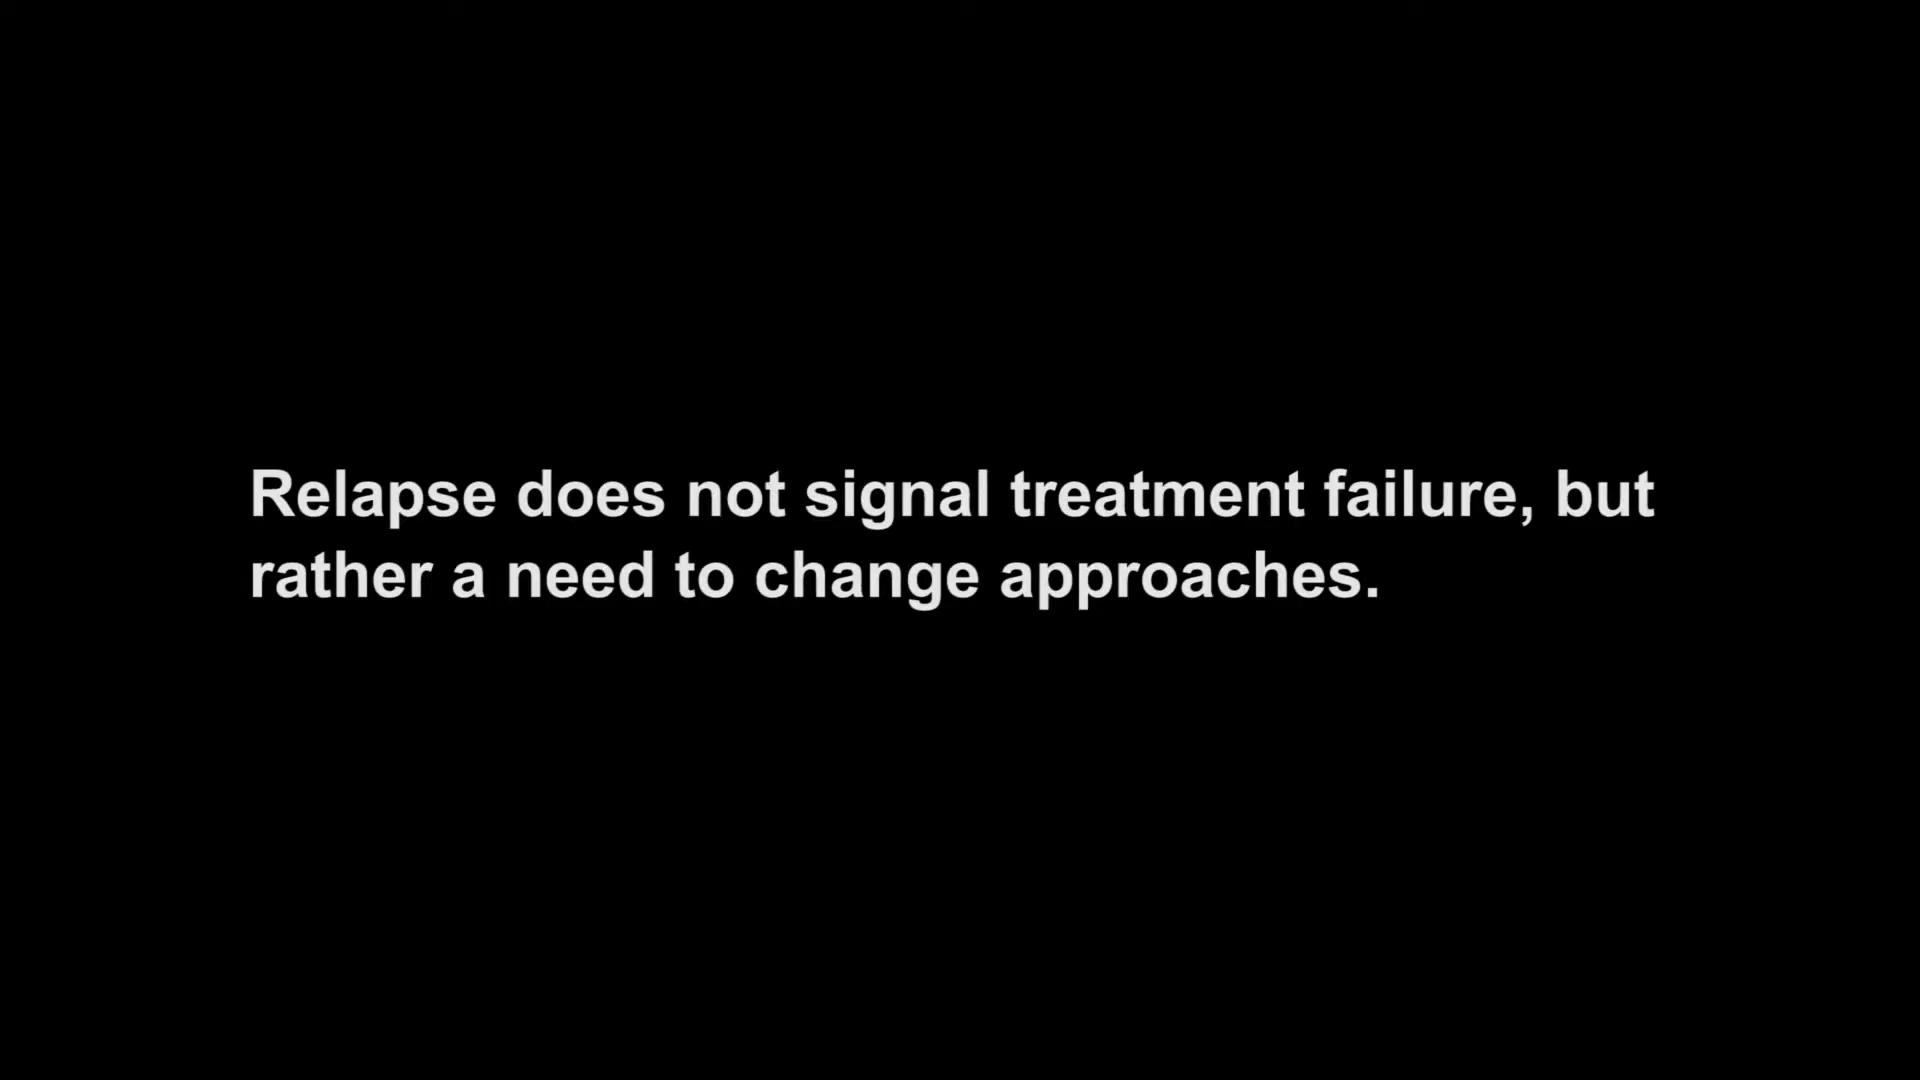 Relapse does not signal treatment failure, but
rather a need to change approaches.